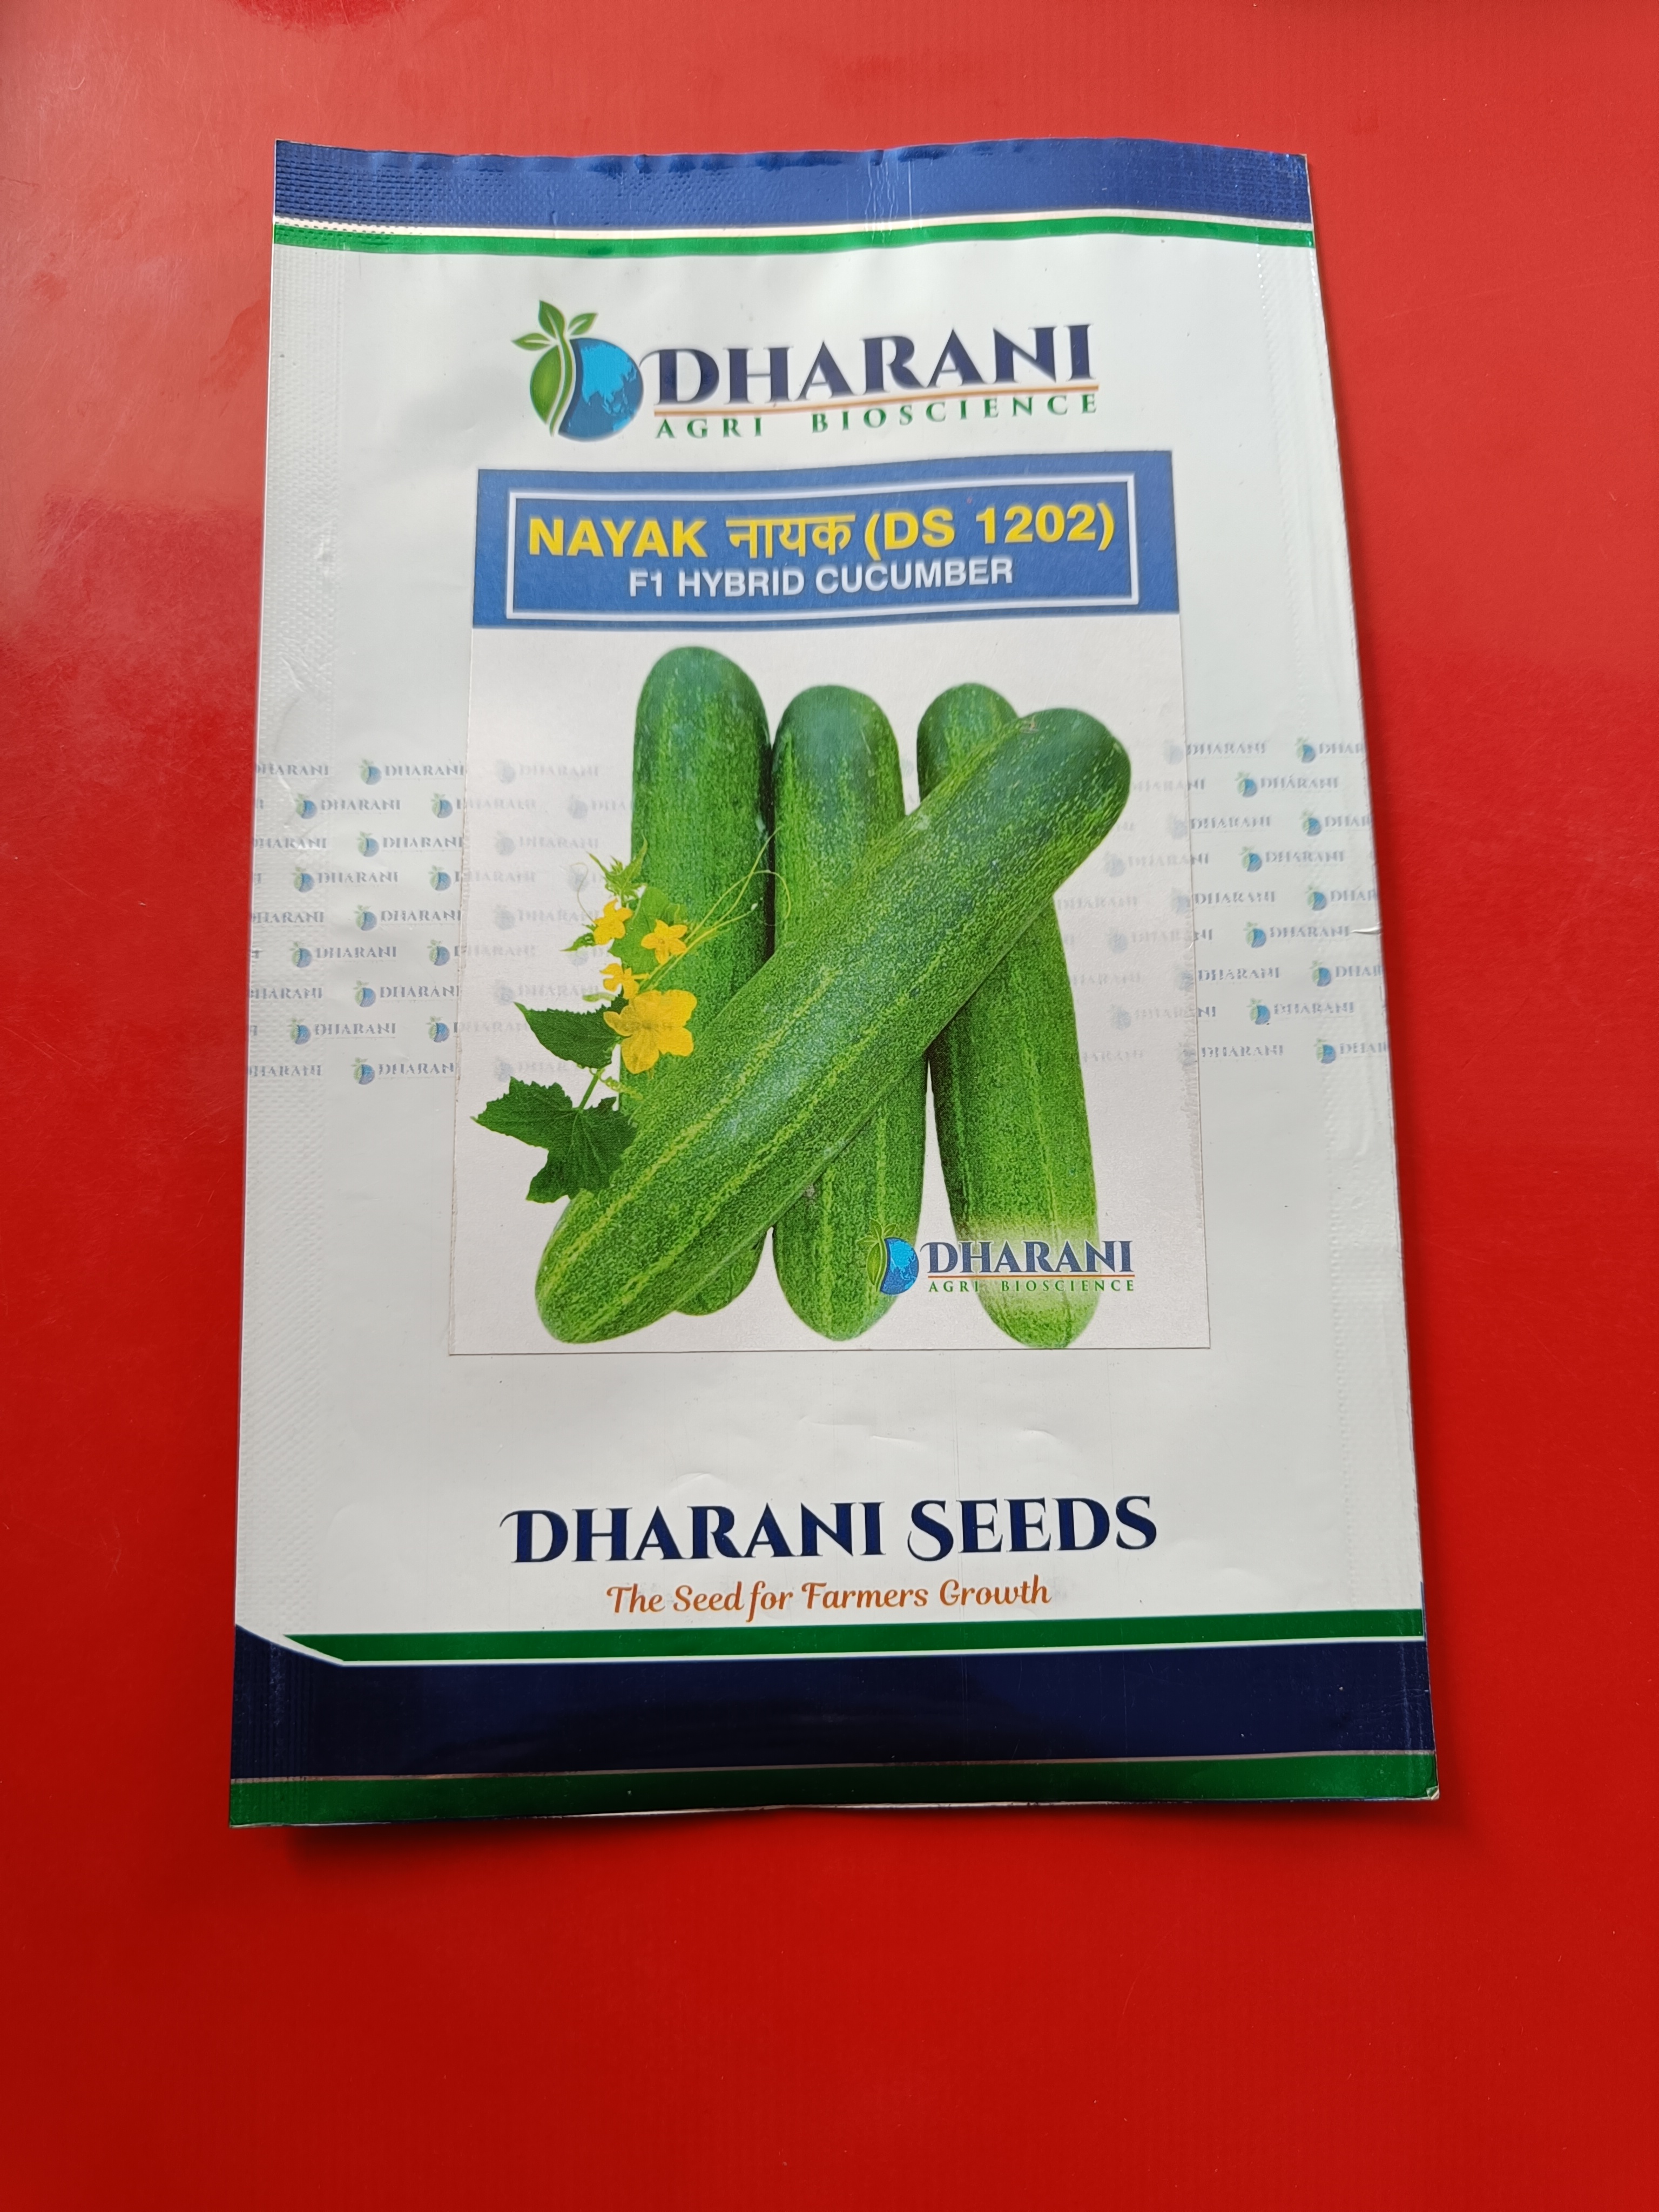 DHARANI
AGRI BIOSCIENCE
NAYAK नायक (DS 1202)
F1 HYBRID CUCUMBER
DHARANI
AGRI BIOSCIENCE
DHARANI SEEDS
The Seed for Farmers Growth